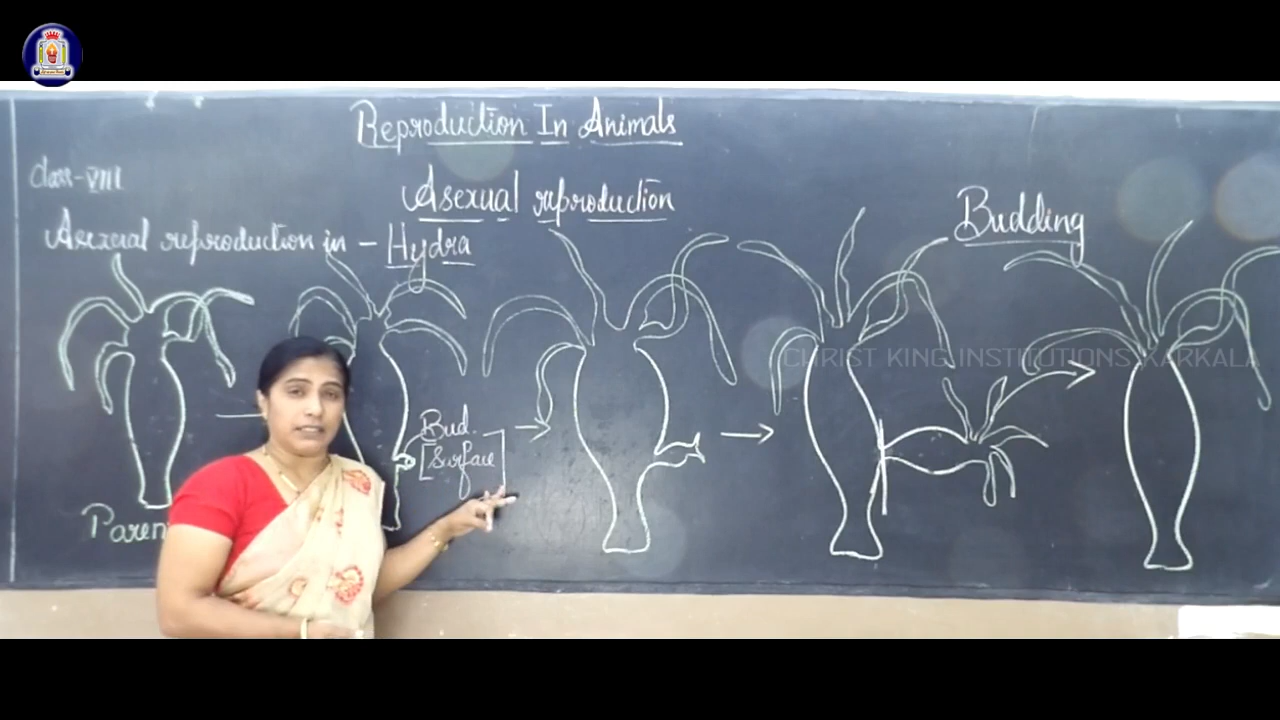 Reproduction In Animals
Class-VIII
Asexual reproduction
Asexual reproduction in - Hydra
Budding
CHRIST KING INSTITUTIONS KARKALA
Bud.
[Surface]
Paren